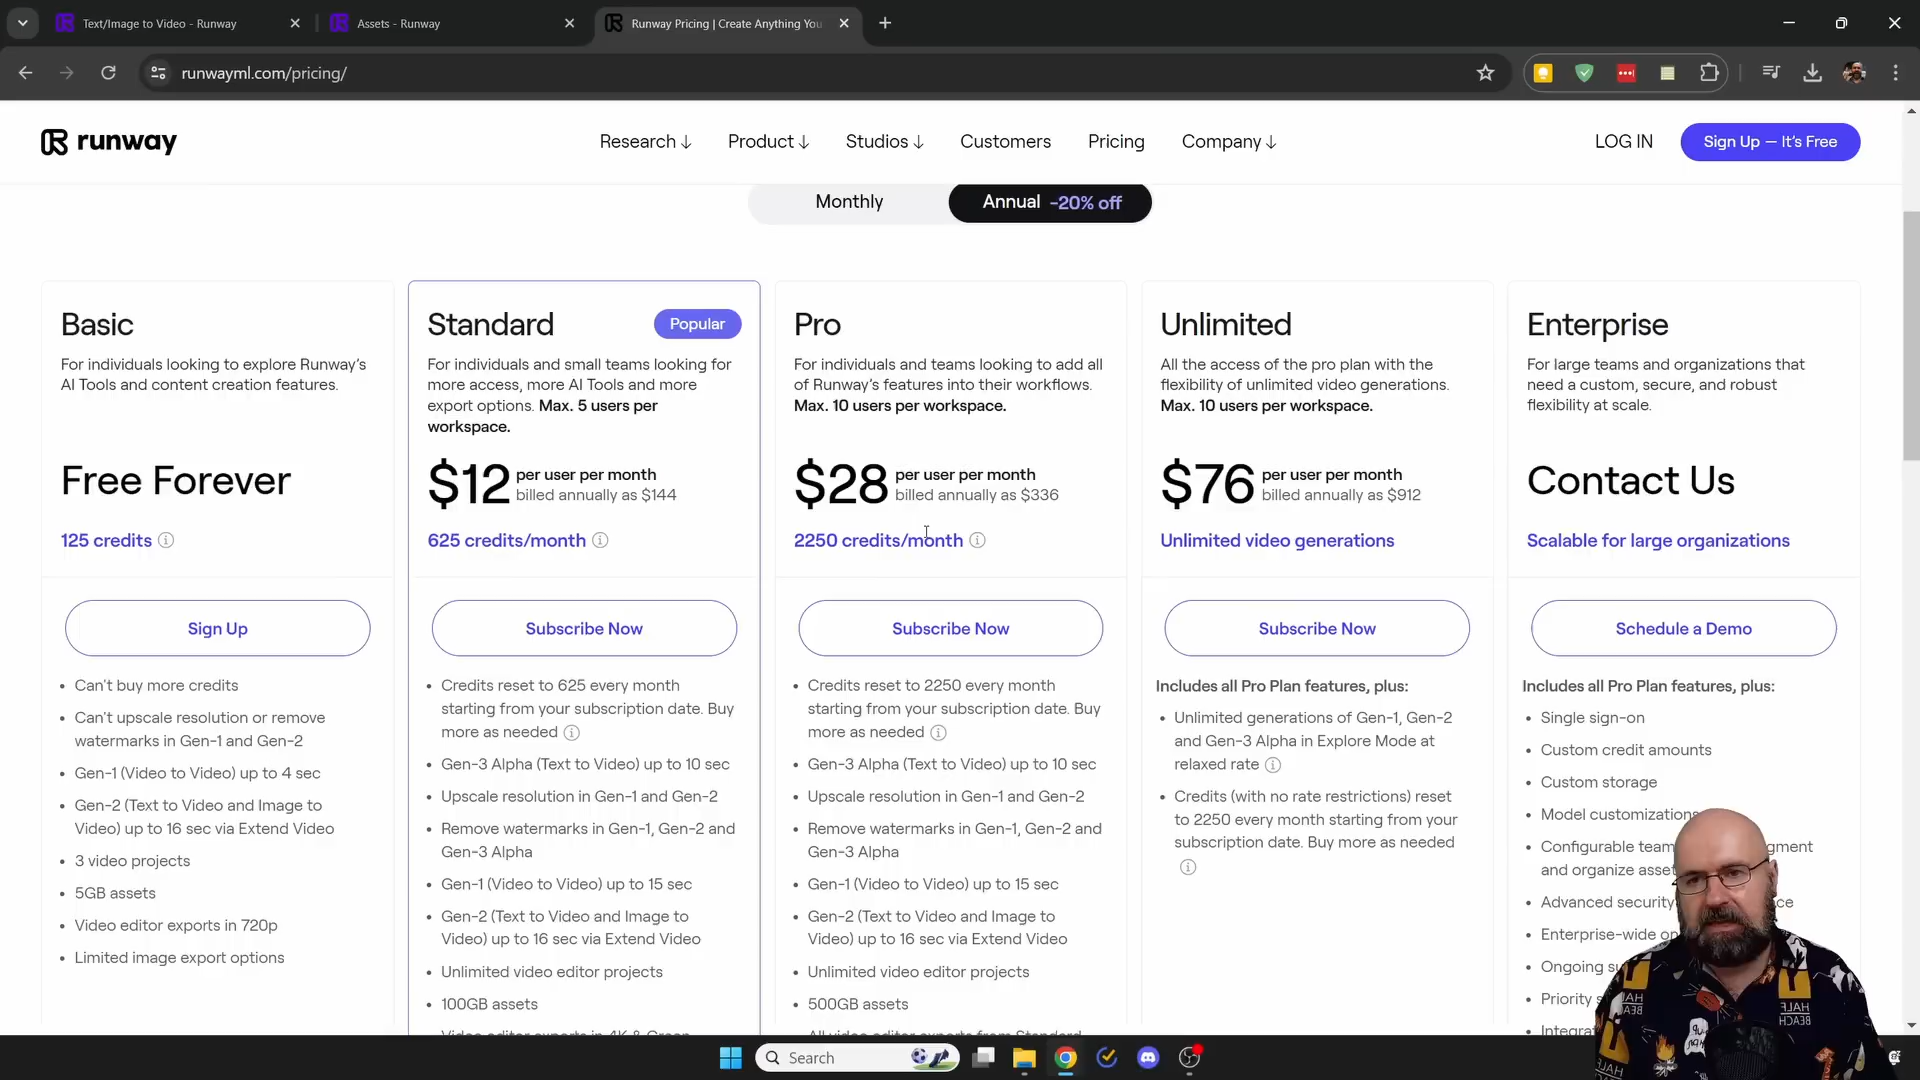 Text/Image to Video - Runway
Assets - Runway
Runway Pricing | Create Anything You
runwayml.com/pricing/
runway
Research
Product
Studios
Customers
Pricing
Company
LOG IN
Sign Up — It's Free
Monthly
Annual -20% off
Basic
For individuals looking to explore Runway's
AI Tools and content creation features.
Free Forever
125 credits
Sign Up
• Can't buy more credits
• Can't upscale resolution or remove
watermarks in Gen-1 and Gen-2
• Gen-1 (Video to Video) up to 4 sec
• Gen-2 (Text to Video and Image to
Video) up to 16 sec via Extend Video
• 3 video projects
• 5GB assets
• Video editor exports in 720p
• Limited image export options
Standard
Popular
For individuals and small teams looking for
more access, more AI Tools and more
export options. Max. 5 users per
workspace.
$12 per user per month
billed annually as $144
625 credits/month
Subscribe Now
• Credits reset to 625 every month
starting from your subscription date. Buy
more as needed
• Gen-3 Alpha (Text to Video) up to 10 sec
• Upscale resolution in Gen-1 and Gen-2
• Remove watermarks in Gen-1, Gen-2 and
Gen-3 Alpha
• Gen-1 (Video to Video) up to 15 sec
• Gen-2 (Text to Video and Image to
Video) up to 16 sec via Extend Video
• Unlimited video editor projects
• 100GB assets
Video editor exports in 4K & Green
Pro
For individuals and teams looking to add all
of Runway's features into their workflows.
Max. 10 users per workspace.
$28 per user per month
billed annually as $336
2250 credits/month
Subscribe Now
• Credits reset to 2250 every month
starting from your subscription date. Buy
more as needed
• Gen-3 Alpha (Text to Video) up to 10 sec
• Upscale resolution in Gen-1 and Gen-2
• Remove watermarks in Gen-1, Gen-2 and
Gen-3 Alpha
• Gen-1 (Video to Video) up to 15 sec
• Gen-2 (Text to Video and Image to
Video) up to 16 sec via Extend Video
• Unlimited video editor projects
• 500GB assets
All video editor exports from Standard
Unlimited
All the access of the pro plan with the
flexibility of unlimited video generations.
Max. 10 users per workspace.
$76 per user per month
billed annually as $912
Unlimited video generations
Subscribe Now
Includes all Pro Plan features, plus:
• Unlimited generations of Gen-1, Gen-2
and Gen-3 Alpha in Explore Mode at
relaxed rate
• Credits (with no rate restrictions) reset
to 2250 every month starting from your
subscription date. Buy more as needed
Enterprise
For large teams and organizations that
need a custom, secure, and robust
flexibility at scale.
Contact Us
Scalable for large organizations
Schedule a Demo
Includes all Pro Plan features, plus:
• Single sign-on
• Custom credit amounts
• Custom storage
• Model customizations
• Configurable team
and organize
• Advanced security
• Enterprise-wide
• Ongoing
• Priority
HALF
BEACH
Search